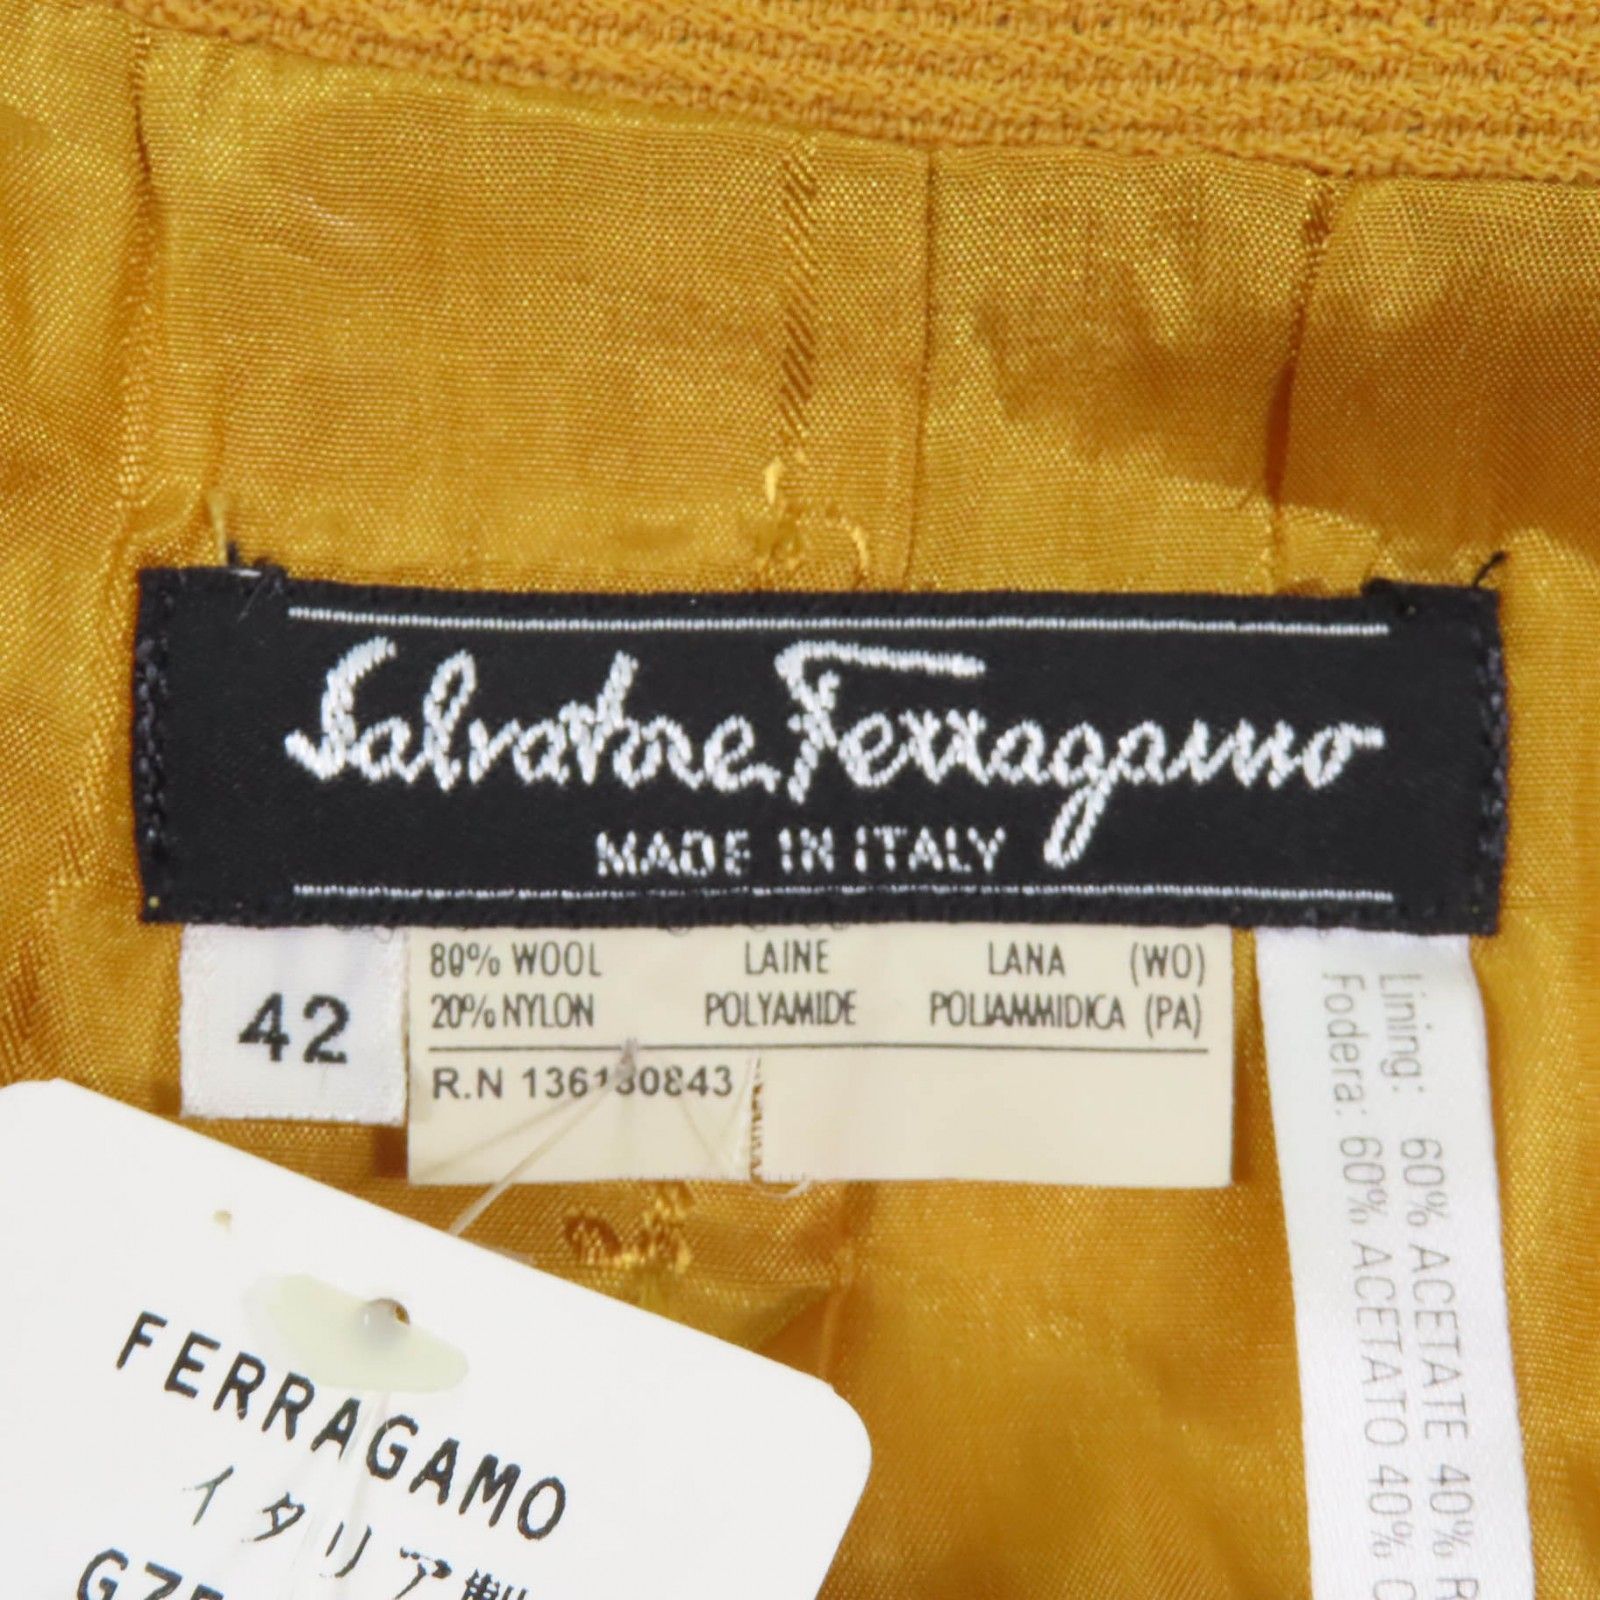 Salvatore Ferragamo
MADE IN ITALY
42
80% WOOL LAINE LANA (WO)
20% NYLON POLYAMIDE POLIAMMIDICA (PA)
R.N 136130843
Lining: 60% ACETATE 40% R
Fodera: 60% ACETATO 40% C
FERRAGAMO
イタリア製